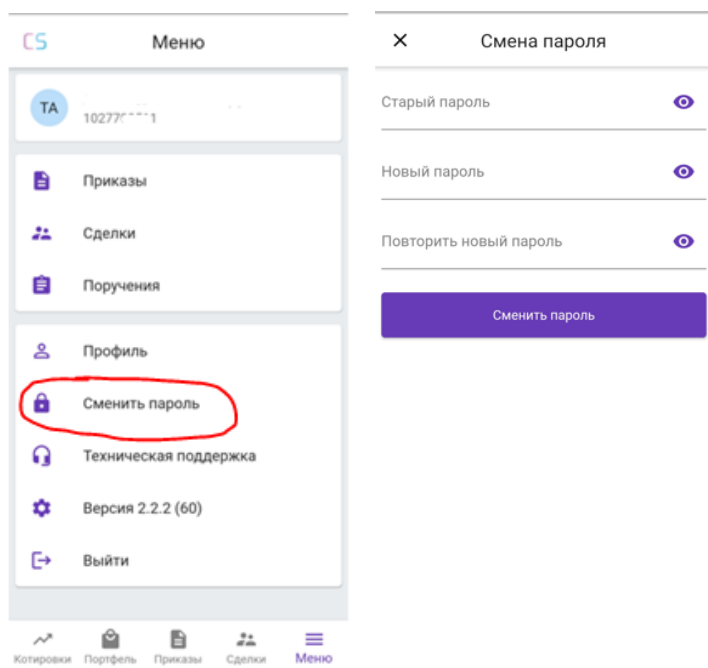 CS
Меню
TA
Приказы
Сделки
Поручения
Профиль
Сменить пароль
Техническая поддержка
Версия 2.2.2 (60)
Выйти
Котировки
Портфель
Приказы
Сделки
Меню
Смена пароля
Старый пароль
Новый пароль
Повторить новый пароль
Сменить пароль